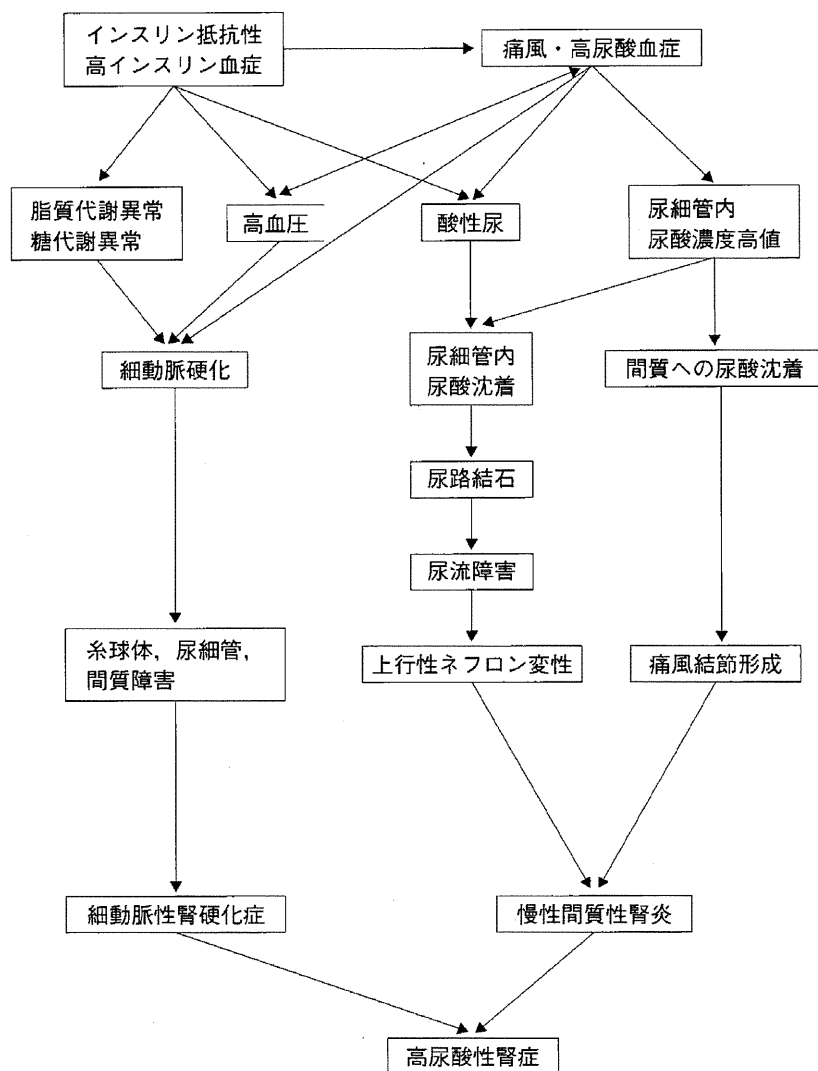 インスリン抵抗性
高インスリン血症
痛風・高尿酸血症
脂質代謝異常
糖代謝異常
高血圧
酸性尿
尿細管内
尿酸濃度高値
細動脈硬化
尿細管内
尿酸沈着
間質への尿酸沈着
尿路結石
尿流障害
糸球体，尿細管，
間質障害
上行性ネフロン変性
痛風結節形成
細動脈性腎硬化症
慢性間質性腎炎
高尿酸性腎症